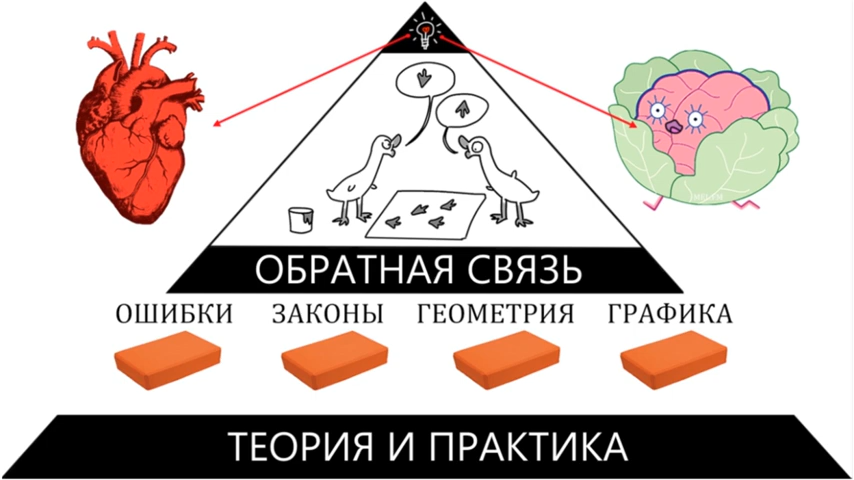 ОБРАТНАЯ СВЯЗЬ
ОШИБКИ ЗАКОНЫ ГЕОМЕТРИЯ ГРАФИКА
ТЕОРИЯ И ПРАКТИКА